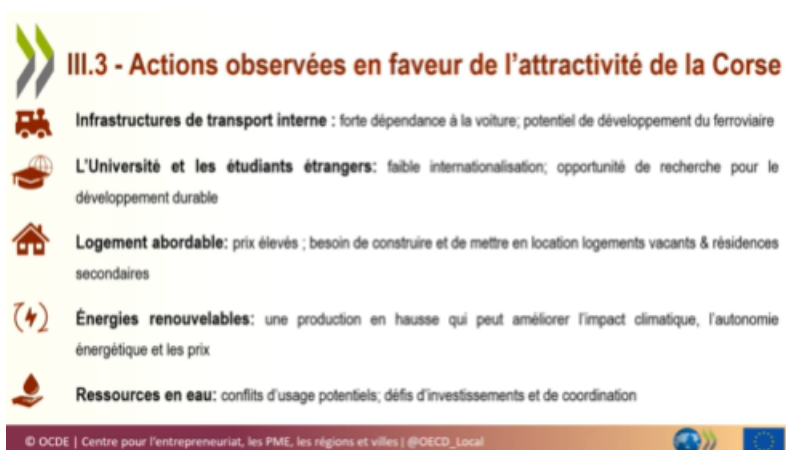 III.3 - Actions observées en faveur de l'attractivité de la Corse
Infrastructures de transport interne : forte dépendance à la voiture; potentiel de développement du ferroviaire
L'Université et les étudiants étrangers: faible internationalisation; opportunité de recherche pour le
développement durable
Logement abordable: prix élevés ; besoin de construire et de mettre en location logements vacants & résidences
secondaires
Énergies renouvelables: une production en hausse qui peut améliorer l'impact climatique, l'autonomie
énergétique et les prix
Ressources en eau: conflits d'usage potentiels; défis d'investissements et de coordination
© OCDE | Centre pour l'entrepreneuriat, les PME, les régions et villes | @OECD_Local